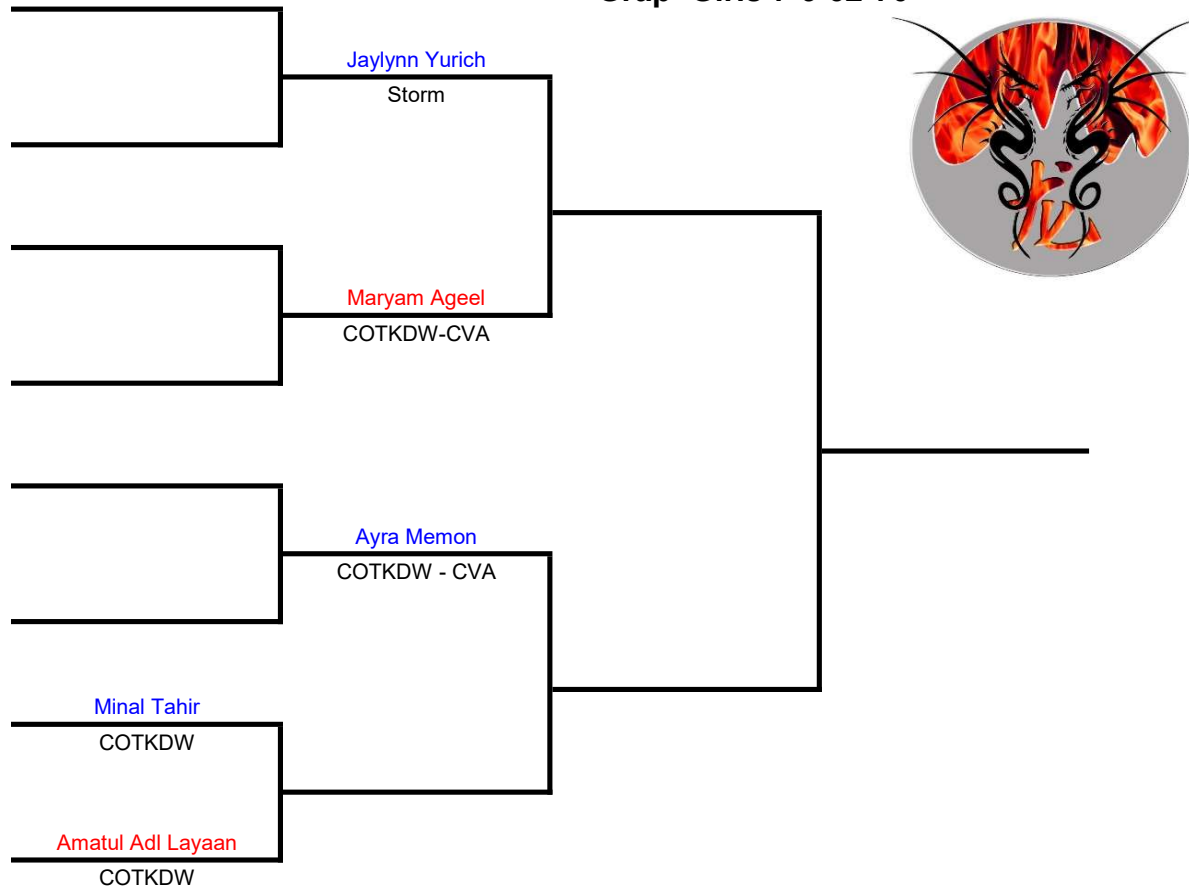 Jaylynn Yurich
Storm
Maryam Ageel
COTKDW-CVA
Ayra Memon
COTKDW - CVA
Minal Tahir
COTKDW
Amatul Adl Layaan
COTKDW